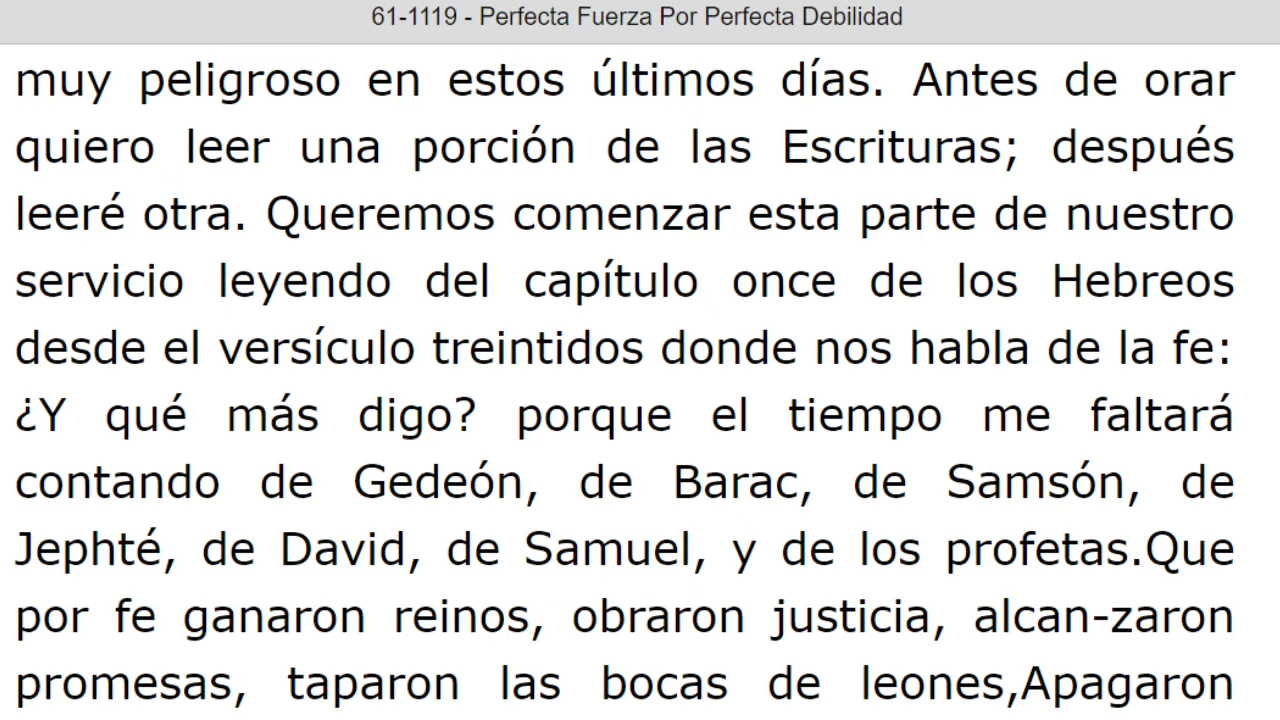 61-1119 - Perfecta Fuerza Por Perfecta Debilidad
muy peligroso en estos últimos días. Antes de orar
quiero leer una porción de las Escrituras; después
leeré otra. Queremos comenzar esta parte de nuestro
servicio leyendo del capítulo once de los Hebreos
desde el versículo treintidos donde nos habla de la fe:
¿Y qué más digo? porque el tiempo me faltará
contando de Gedeón, de Barac, de Samsón, de
Jephté, de David, de Samuel, y de los profetas.Que
por fe ganaron reinos, obraron justicia, alcan-zaron
promesas, taparon las bocas de leones,Apagaron